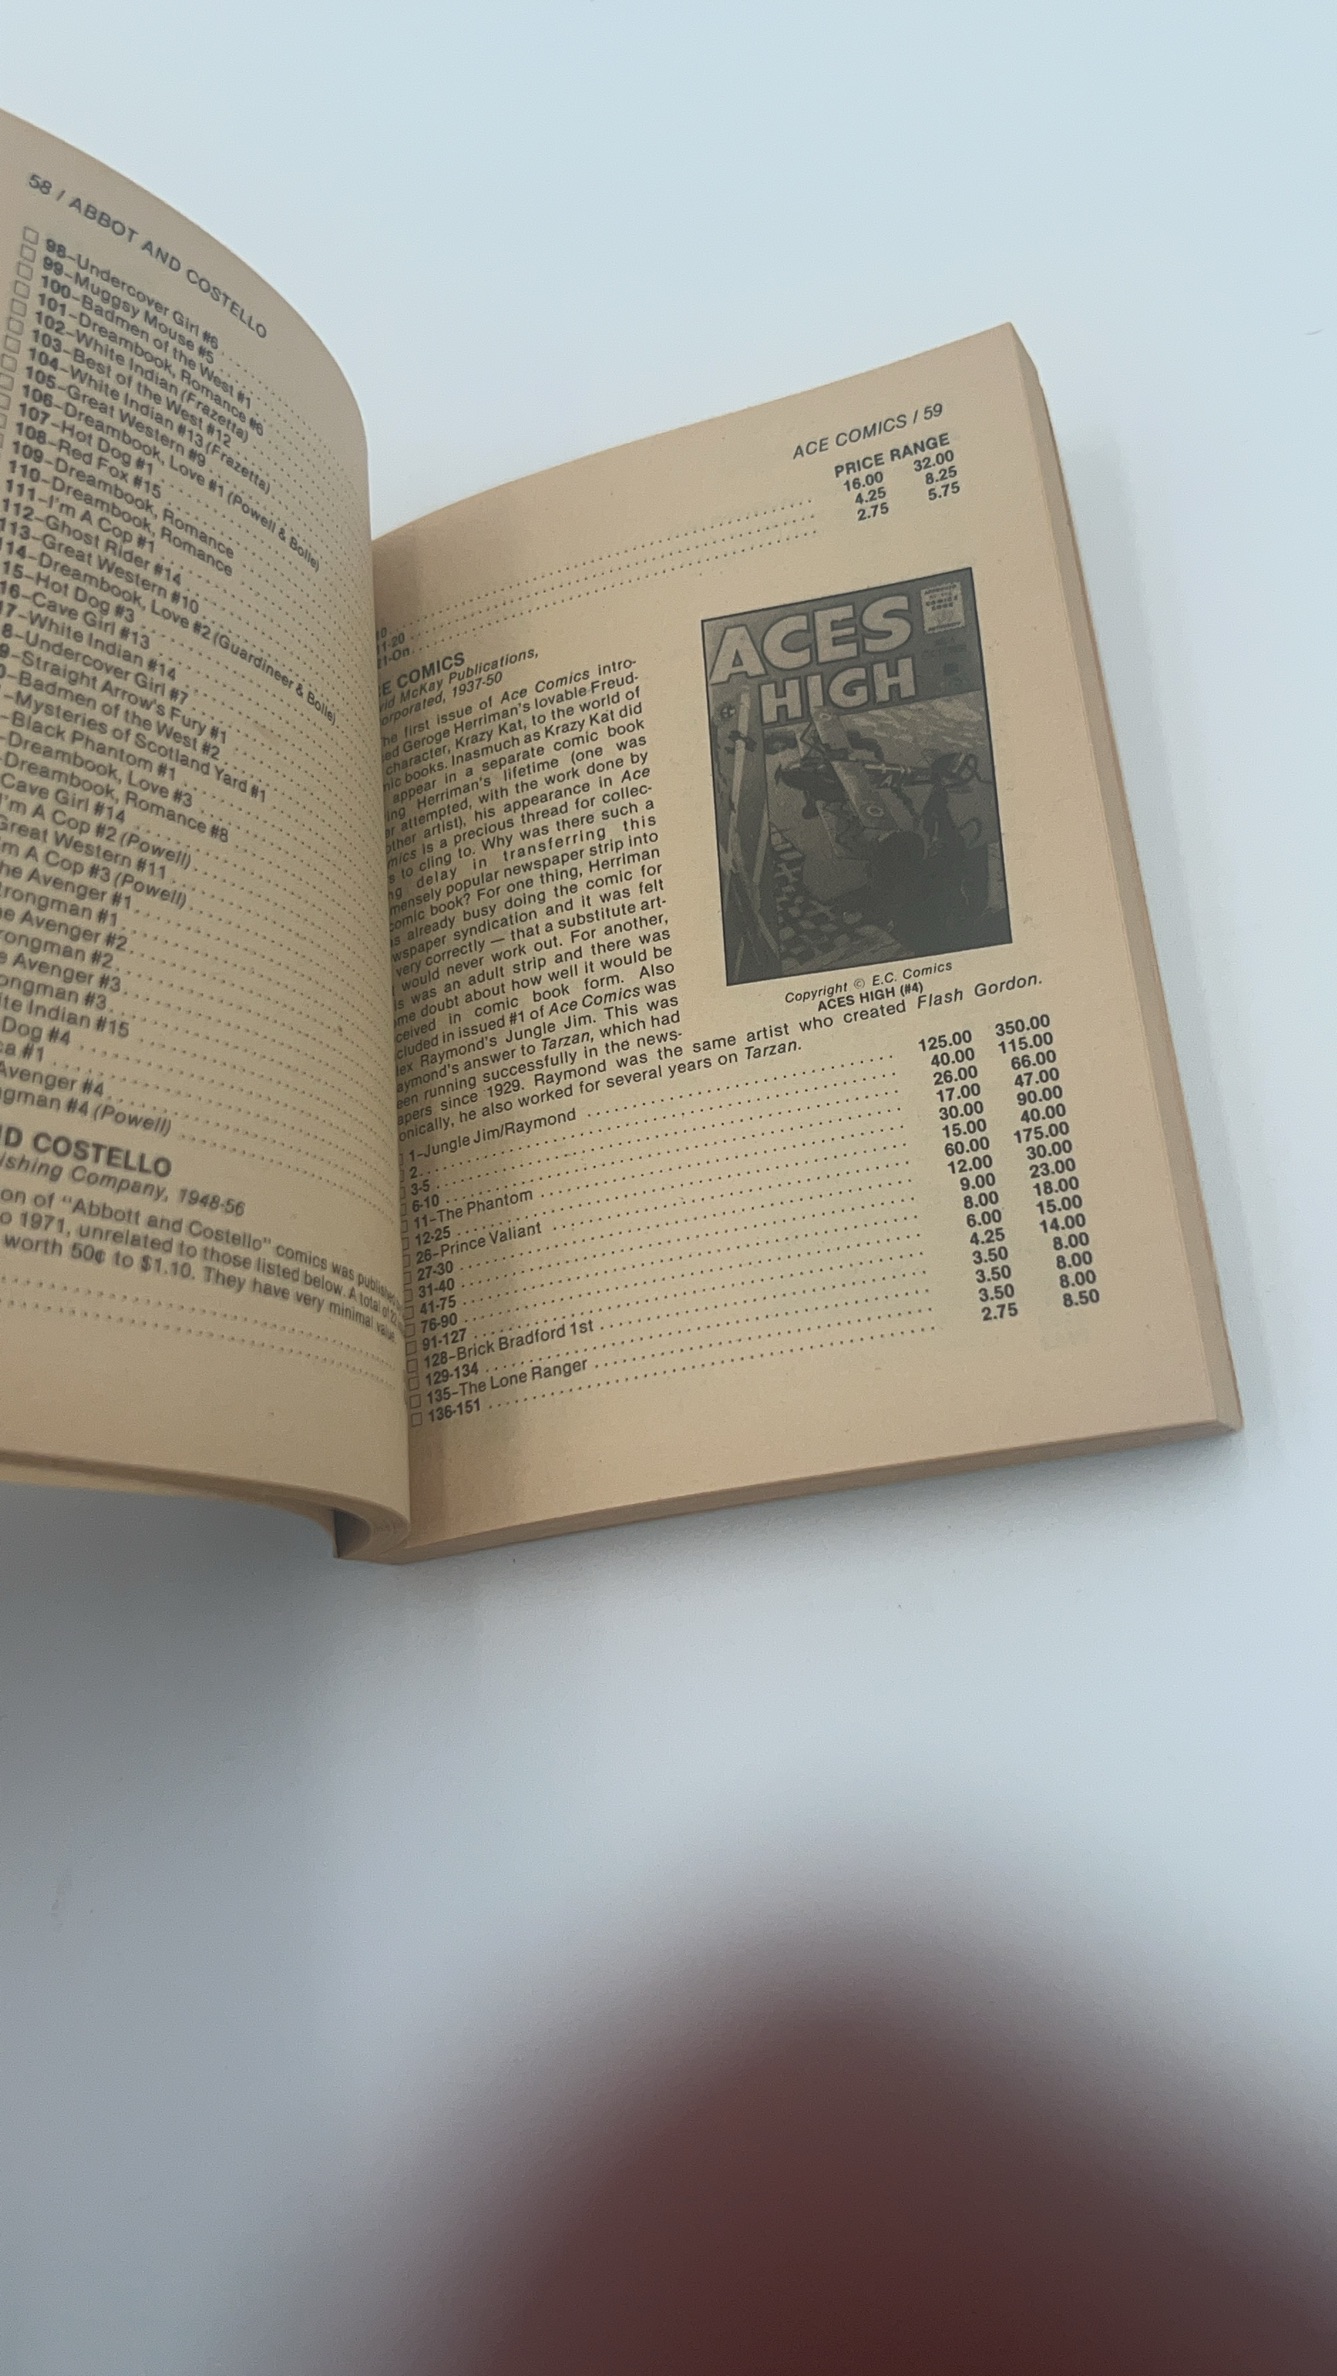 58 / ABBOT AND COSTELLO
98–Undercover Girl #6
99–Muggsy Mouse #5
100–Badmen of the West #1
101–Dreambook, Romance #6
102–White Indian (Frazetta)
103–Best of the West #12
104–White Indian #13 (Frazetta)
105–Great Western #9
106–Dreambook, Love #1 (Powell & Bolle)
107–Hot Dog #1
108–Red Fox #15
109–Dreambook, Romance
110–Dreambook, Romance
111–I'm A Cop #1
112–Ghost Rider #14
113–Great Western #10
14–Dreambook, Love #2 (Guardineer & Bolle)
15–Hot Dog #3
16–Cave Girl #13
17–White Indian #14
8–Undercover Girl #7
9–Straight Arrow's Fury #1
–Badmen of the West #2
–Mysteries of Scotland Yard #1
–Black Phantom #1
–Dreambook, Love #3
Dreambook, Romance #8
Cave Girl #14
I'm A Cop #2 (Powell)
Great Western #11
'm A Cop #3 (Powell)
he Avenger #1
trongman #1
e Avenger #2
rongman #2
e Avenger #3
ongman #3
ite Indian #15
Dog #4
a #1
Avenger #4
ngman #4 (Powell)
ND COSTELLO
ishing Company, 1948-56
on of "Abbott and Costello" comics was published
o 1971, unrelated to those listed below. A total of 22
worth 50¢ to $1.10. They have very minimal value.
ACE COMICS / 59
PRICE RANGE
10 16.00 32.00
11-20 4.25 8.25
21-On 2.75 5.75
E COMICS
vid McKay Publications,
orporated, 1937-50
he first issue of Ace Comics intro-
ed Geroge Herriman's lovable Freud-
character, Krazy Kat, to the world of
ic books. Inasmuch as Krazy Kat did
appear in a separate comic book
ing Herriman's lifetime (one was
er attempted, with the work done by
other artist), his appearance in Ace
mics is a precious thread for collec-
s to cling to. Why was there such a
ng delay in transferring this
mensely popular newspaper strip into
comic book? For one thing, Herriman
s already busy doing the comic for
wspaper syndication and it was felt
very correctly — that a substitute art-
would never work out. For another,
is was an adult strip and there was
me doubt about how well it would be
ceived in comic book form. Also
cluded in issued #1 of Ace Comics was
lex Raymond's Jungle Jim. This was
aymond's answer to Tarzan, which had
een running successfully in the news-
apers since 1929. Raymond was the same artist who created Flash Gordon.
onically, he also worked for several years on Tarzan.
ACES
HIGH
Copyright © E.C. Comics
ACES HIGH (#4)
1–Jungle Jim/Raymond 125.00 350.00
2 40.00 115.00
3-5 26.00 66.00
6-10 17.00 47.00
11–The Phantom 30.00 90.00
12-25 15.00 40.00
26–Prince Valiant 60.00 175.00
27-30 12.00 30.00
31-40 9.00 23.00
41-75 8.00 18.00
76-90 6.00 15.00
91-127 4.25 14.00
128–Brick Bradford 1st 3.50 8.00
129-134 3.50 8.00
135–The Lone Ranger 3.50 8.00
136-151 2.75 8.50